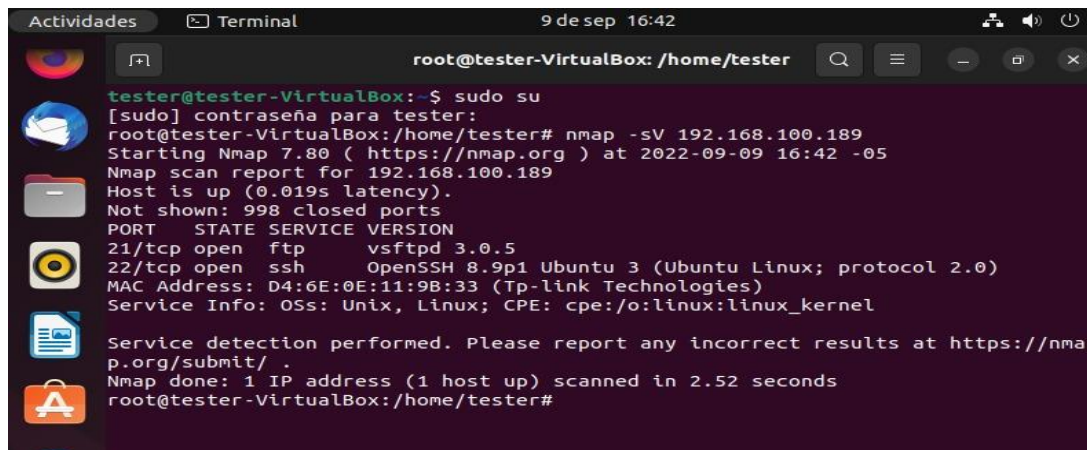 Actividades Terminal 9 de sep 16:42
root@tester-VirtualBox: /home/tester
tester@tester-VirtualBox:~$ sudo su
[sudo] contraseña para tester:
root@tester-VirtualBox:/home/tester# nmap -sV 192.168.100.189
Starting Nmap 7.80 ( https://nmap.org ) at 2022-09-09 16:42 -05
Nmap scan report for 192.168.100.189
Host is up (0.019s latency).
Not shown: 998 closed ports
PORT   STATE SERVICE VERSION
21/tcp open  ftp     vsftpd 3.0.5
22/tcp open  ssh     OpenSSH 8.9p1 Ubuntu 3 (Ubuntu Linux; protocol 2.0)
MAC Address: D4:6E:0E:11:9B:33 (Tp-link Technologies)
Service Info: OSs: Unix, Linux; CPE: cpe:/o:linux:linux_kernel
Service detection performed. Please report any incorrect results at https://nma
p.org/submit/ .
Nmap done: 1 IP address (1 host up) scanned in 2.52 seconds
root@tester-VirtualBox:/home/tester#